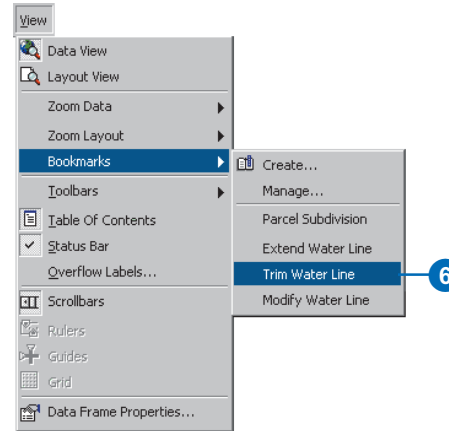 View
Data View
Layout View
Zoom Data
Zoom Layout
Bookmarks
Create...
Manage...
Parcel Subdivision
Extend Water Line
Trim Water Line
6
Modify Water Line
Toolbars
Table Of Contents
Status Bar
Overflow Labels...
Scrollbars
Rulers
Guides
Grid
Data Frame Properties...